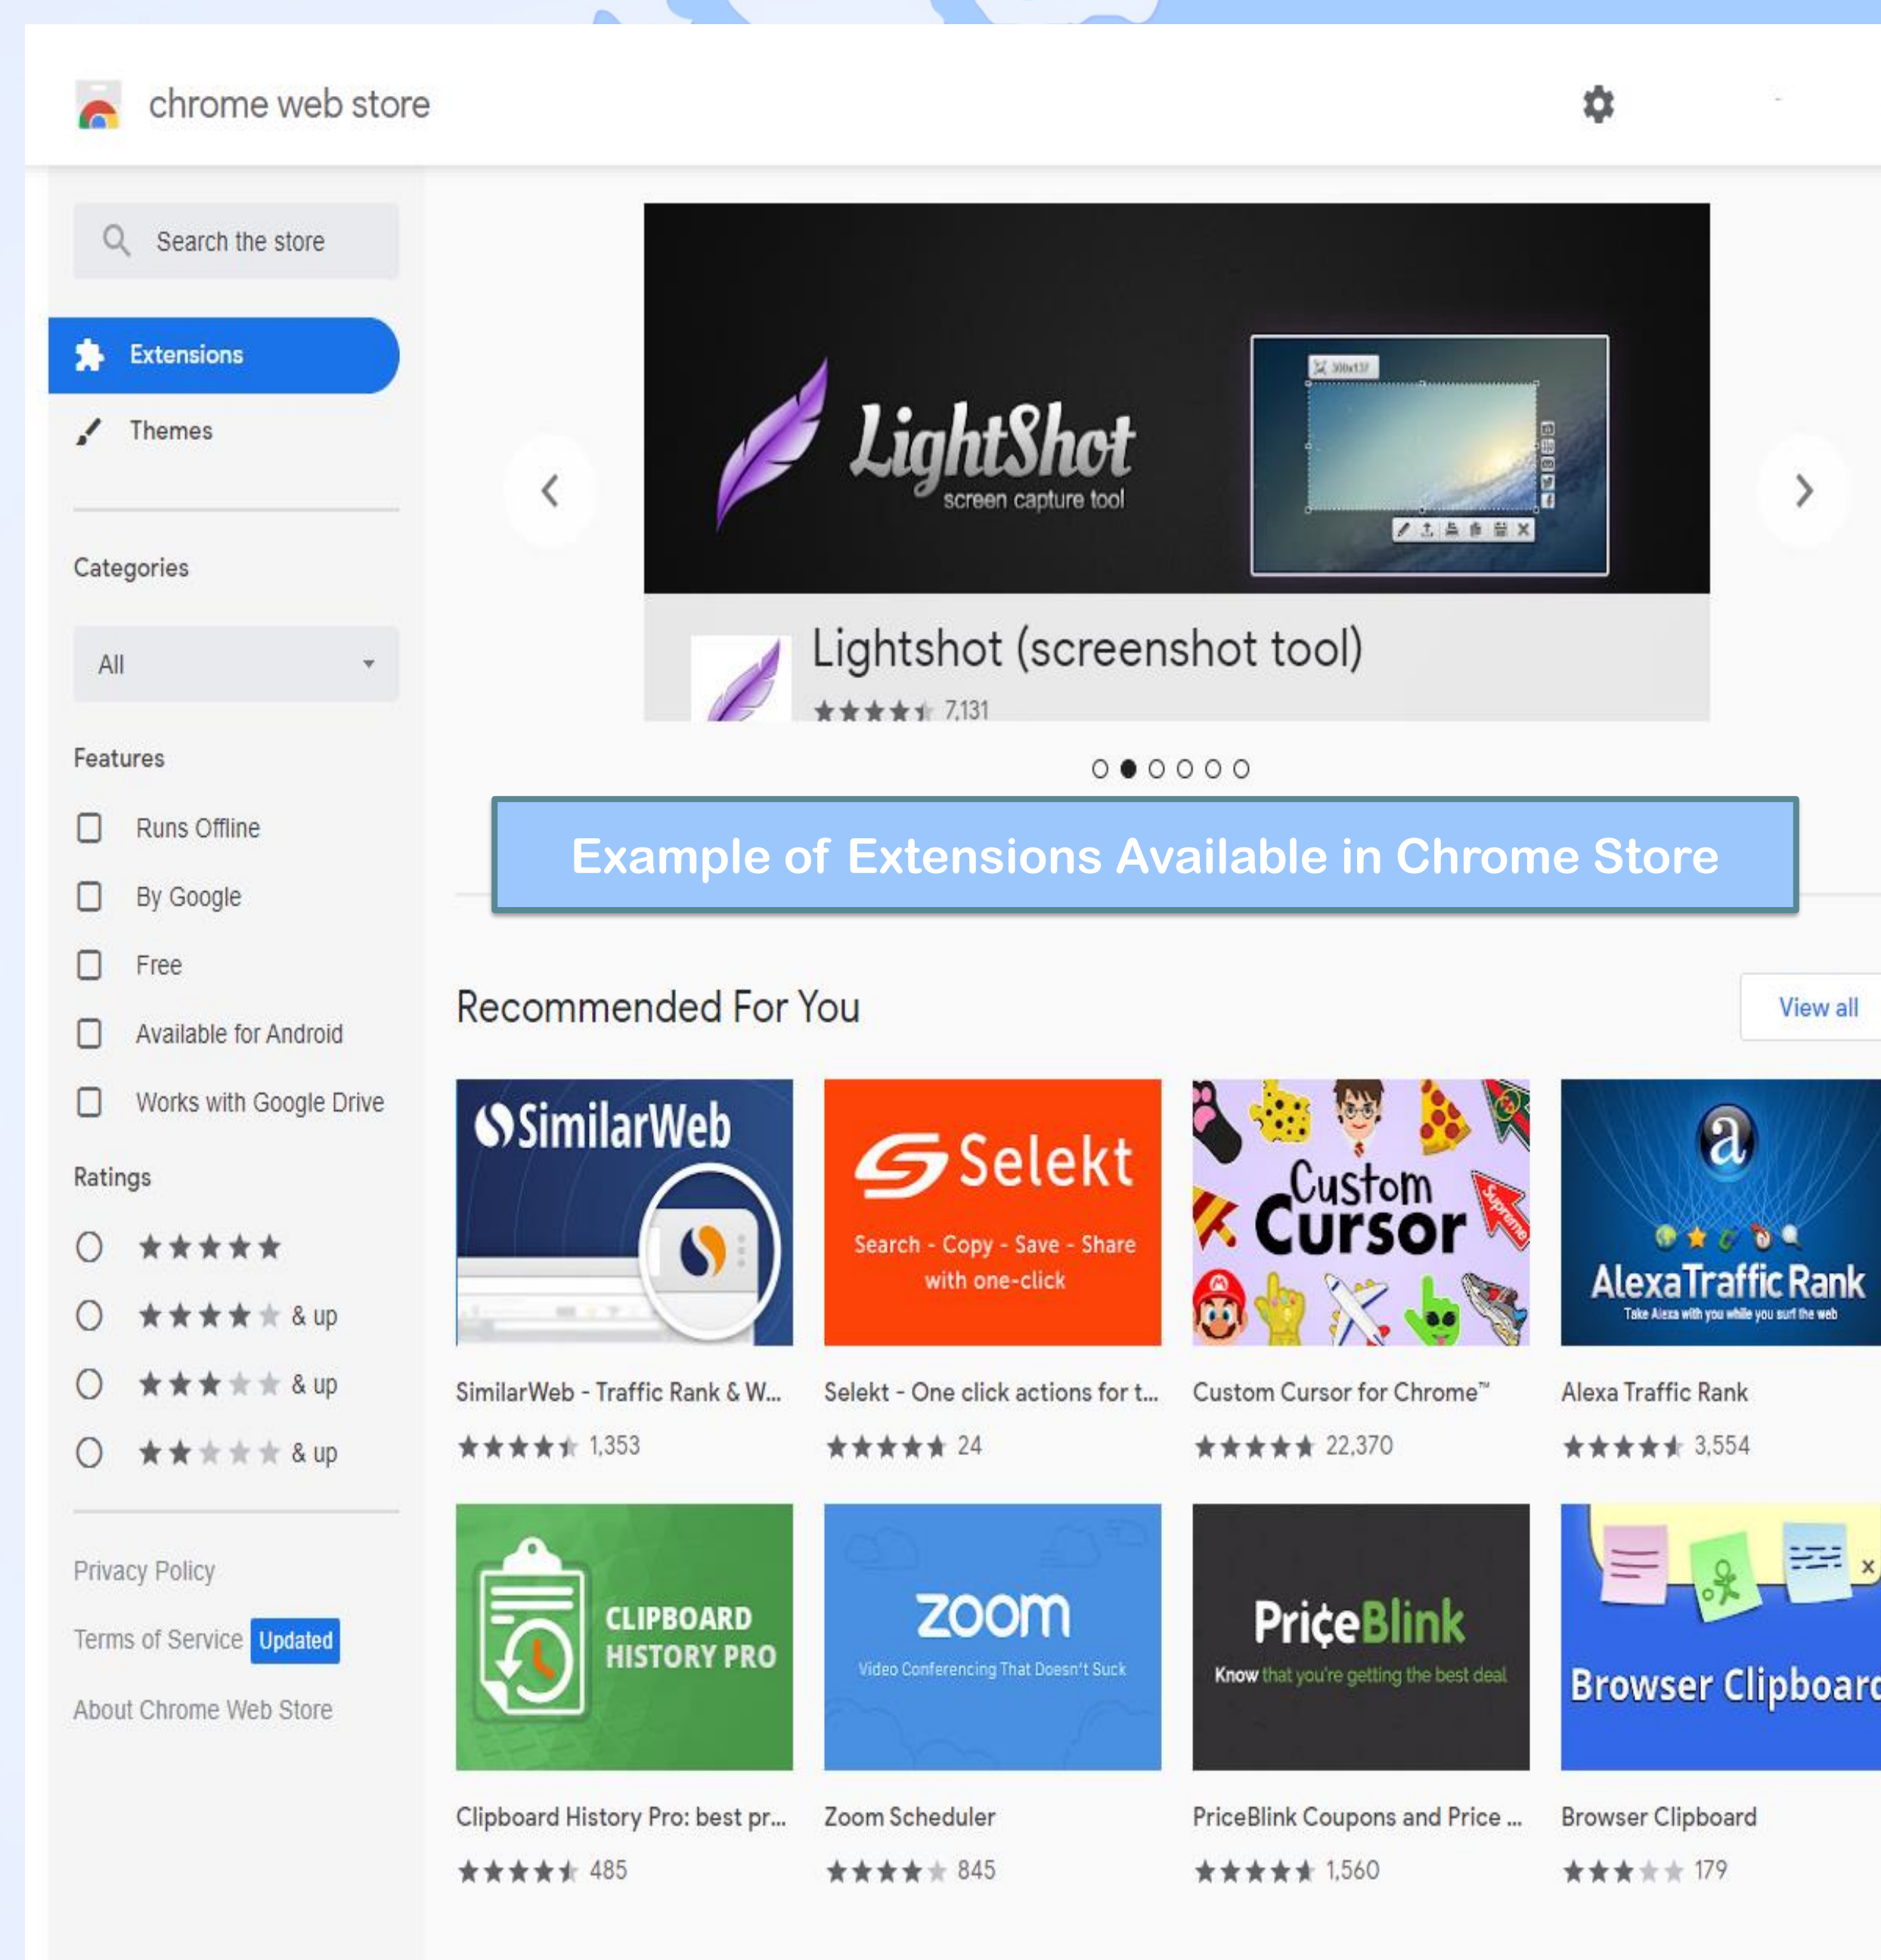 chrome web store
Search the store
Extensions
Themes
Categories
All
Features
Runs Offline
By Google
Free
Available for Android
Works with Google Drive
Ratings
& up
& up
& up
Privacy Policy
Terms of Service Updated
About Chrome Web Store
300x137
LightShot
screen capture tool
Lightshot (screenshot tool)
7,131
Example of Extensions Available in Chrome Store
Recommended For You
View all
SimilarWeb
SimilarWeb - Traffic Rank & W...
1,353
Selekt
Search - Copy - Save - Share
with one-click
Selekt - One click actions for t...
24
Custom
Cursor
Supreme
Custom Cursor for Chrome™
22,370
a
AlexaTraffic Rank
Take Alexa with you while you surf the web
Alexa Traffic Rank
3,554
CLIPBOARD
HISTORY PRO
Clipboard History Pro: best pr...
485
zoom
Video Conferencing That Doesn't Suck
Zoom Scheduler
845
Pri¢eBlink
Know that you're getting the best deal
PriceBlink Coupons and Price ...
1,560
x
Browser Clipboard
Browser Clipboard
179